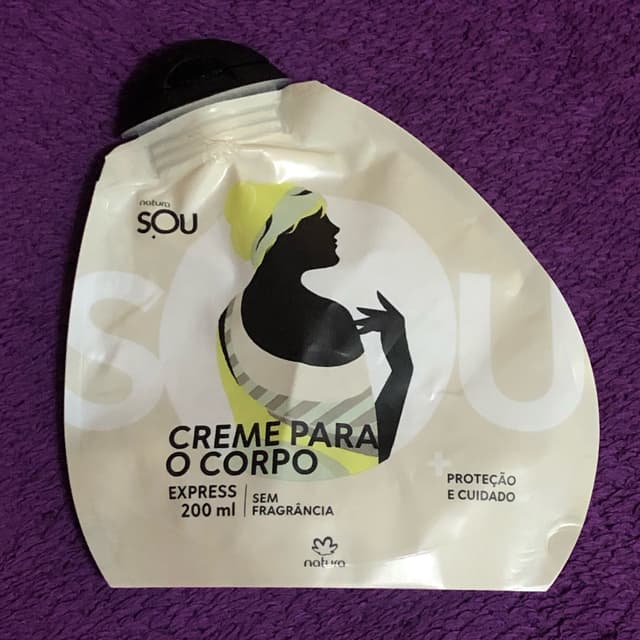 natura
SOU
SOU
CREME PARA
O CORPO
EXPRESS
200 ml
SEM
FRAGRÂNCIA
+
PROTEÇÃO
E CUIDADO
natura